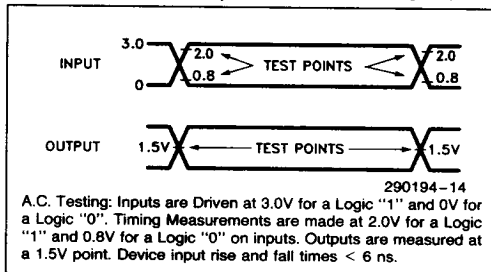 3.0
INPUT 2.0 TEST POINTS 2.0
0.8 0.8
0
OUTPUT 1.5V TEST POINTS 1.5V
290194-14
A.C. Testing: Inputs are Driven at 3.0V for a Logic "1" and 0V for
a Logic "0". Timing Measurements are made at 2.0V for a Logic
"1" and 0.8V for a Logic "0" on inputs. Outputs are measured at
a 1.5V point. Device input rise and fall times < 6 ns.